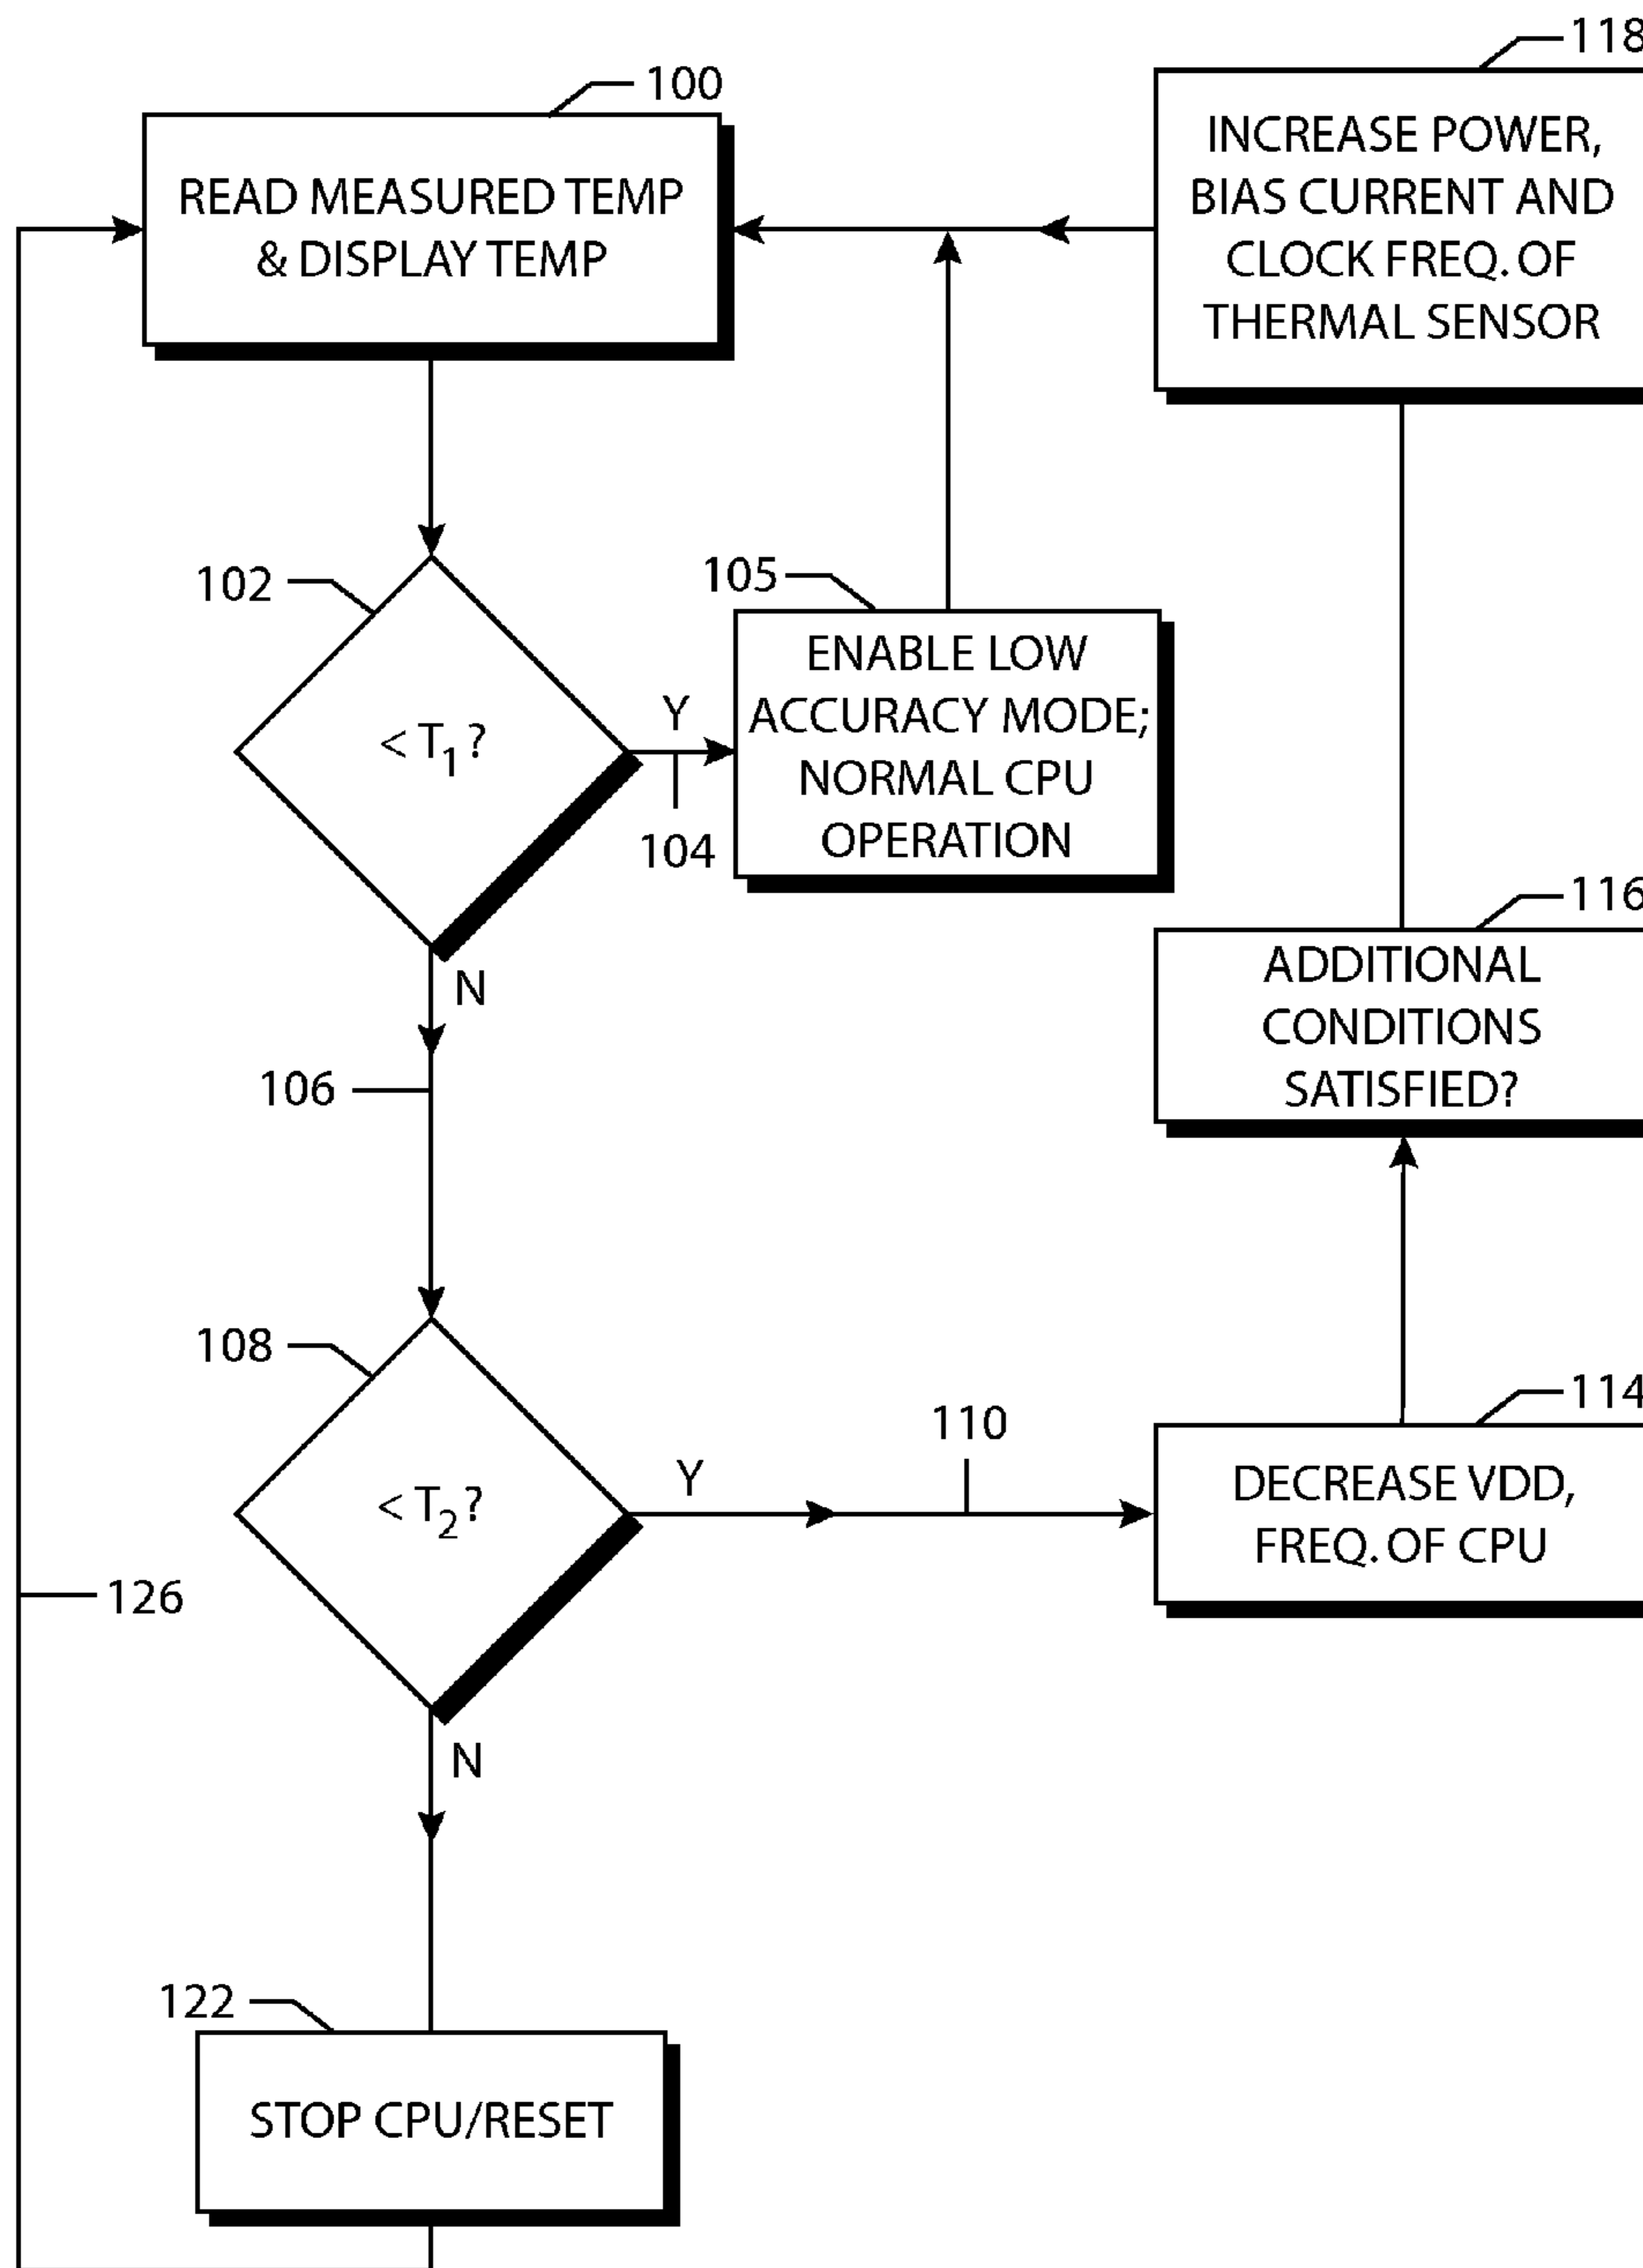 118
100
INCREASE POWER,
BIAS CURRENT AND
CLOCK FREQ. OF
THERMAL SENSOR
READ MEASURED TEMP
& DISPLAY TEMP
102
< T1 ?
Y
104
105
ENABLE LOW
ACCURACY MODE;
NORMAL CPU
OPERATION
N
106
116
ADDITIONAL
CONDITIONS
SATISFIED?
108
< T2 ?
Y
110
114
DECREASE VDD,
FREQ. OF CPU
126
N
122
STOP CPU/RESET